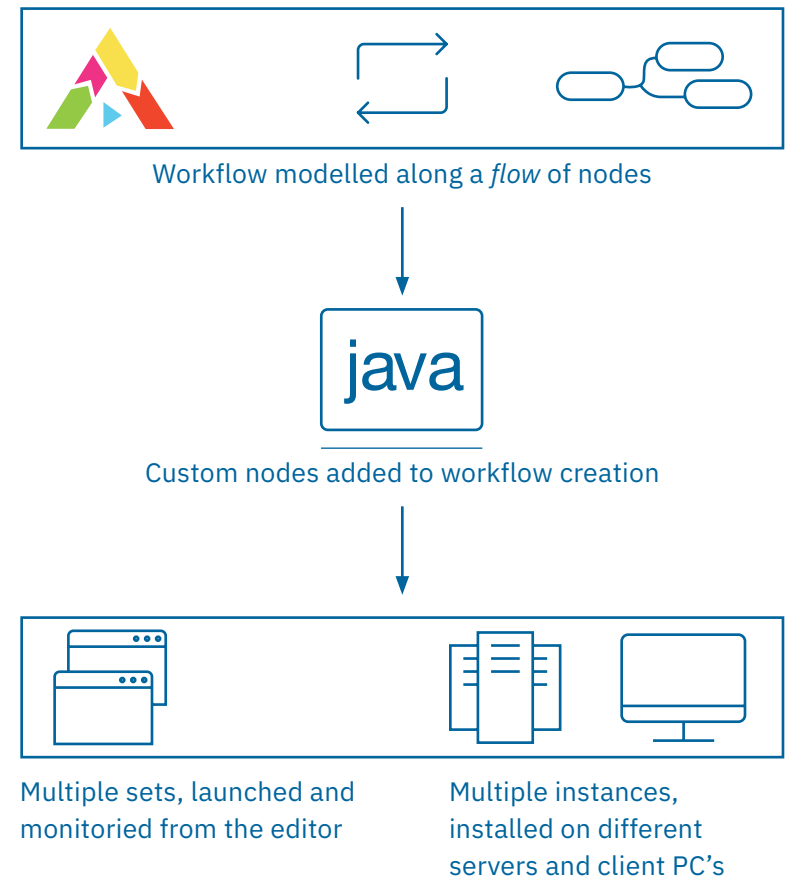 Workflow modelled along a flow of nodes
java
Custom nodes added to workflow creation
Multiple sets, launched and
monitoried from the editor
Multiple instances,
installed on different
servers and client PC’s